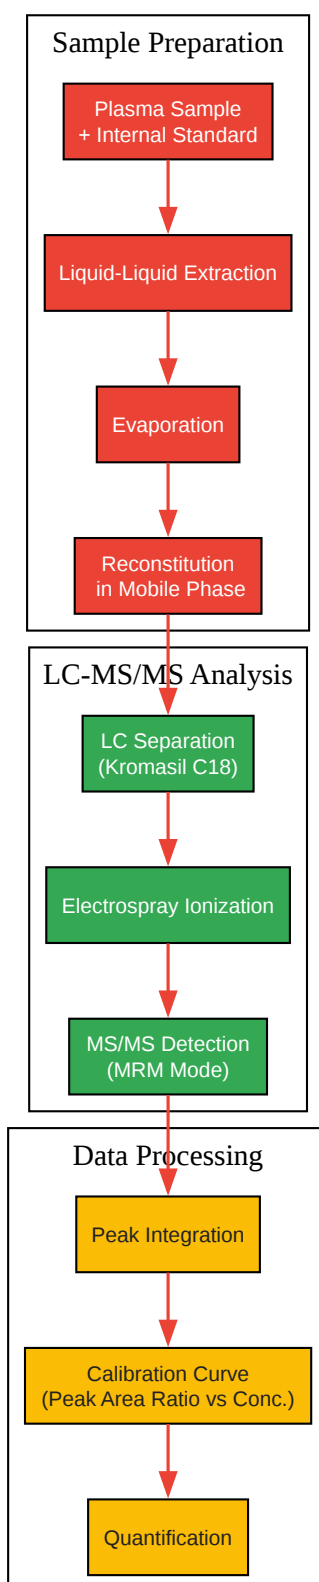 Sample Preparation
Plasma Sample
+ Internal Standard
Liquid-Liquid Extraction
Evaporation
Reconstitution
in Mobile Phase
LC-MS/MS Analysis
LC Separation
(Kromasil C18)
Electrospray Ionization
MS/MS Detection
(MRM Mode)
Data Processing
Peak Integration
Calibration Curve
(Peak Area Ratio vs Conc.)
Quantification